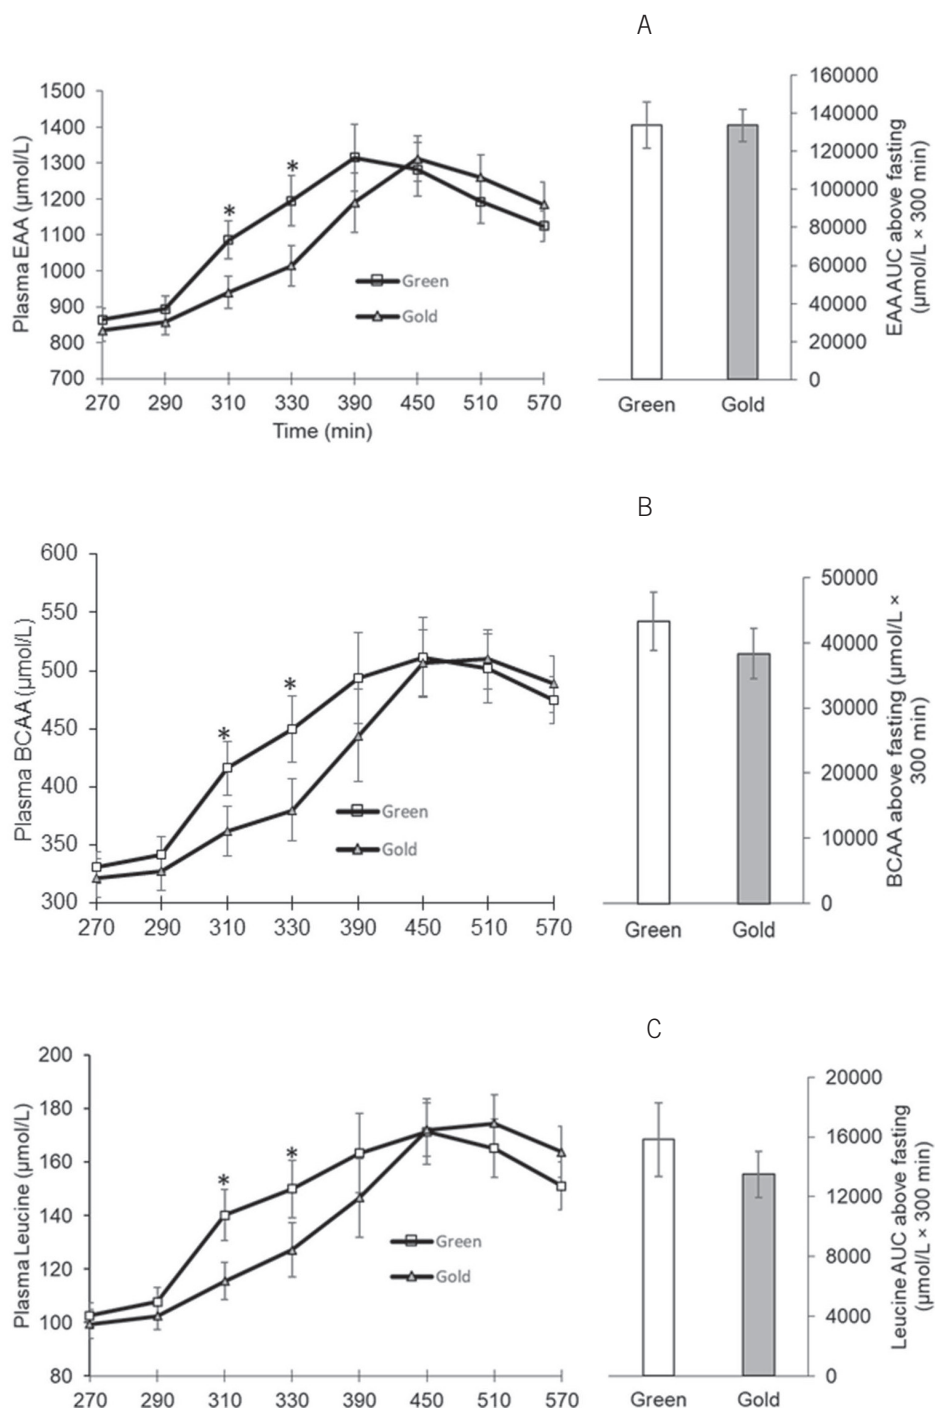 A
Plasma EAA (µmol/L)
1500
1400
1300
1200
1100
1000
900
800
700
*
*
Green
Gold
270 290 310 330 390 450 510 570
Time (min)
160000
140000
120000
100000
80000
60000
40000
20000
0
EAA AUC above fasting
(µmol/L × 300 min)
Green Gold
B
Plasma BCAA (µmol/L)
600
550
500
450
400
350
300
*
*
Green
Gold
270 290 310 330 390 450 510 570
50000
40000
30000
20000
10000
0
BCAA above fasting (µmol/L ×
300 min)
Green Gold
C
Plasma Leucine (µmol/L)
200
180
160
140
120
100
80
*
*
Green
Gold
270 290 310 330 390 450 510 570
20000
16000
12000
8000
4000
0
Leucine AUC above fasting
(µmol/L × 300 min)
Green Gold